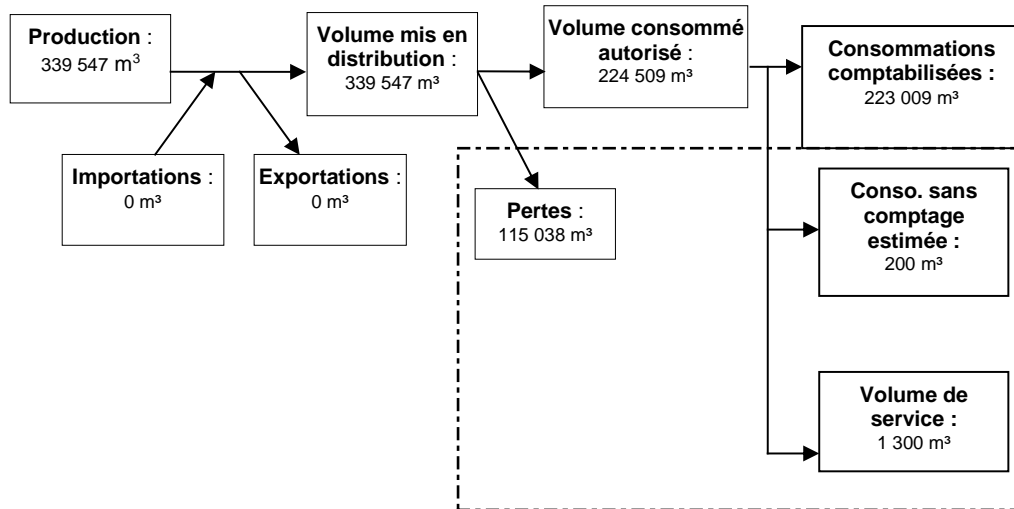 Production :
339 547 m³
Volume mis en
distribution :
339 547 m³
Volume consommé
autorisé :
224 509 m³
Consommations
comptabilisées :
223 009 m³
Importations :
0 m³
Exportations :
0 m³
Pertes :
115 038 m³
Conso. sans
comptage
estimée :
200 m³
Volume de
service :
1 300 m³